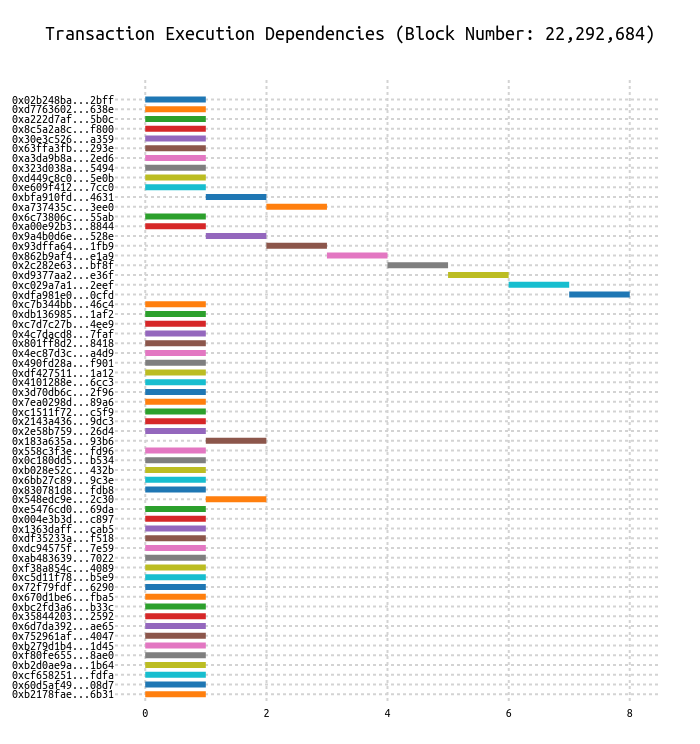 Transaction Execution Dependencies (Block Number: 22,292,684)
0x02b248ba...2bff
0xd7763602...638e
0xa222d7af...5b0c
0x8c5a2a8c...f800
0x30e3c526...a359
0x63ffa3fb...293e
0xa3da9b8a...2ed6
0x323d038a...5494
0xd449c8c0...5e0b
0xe609f412...7cc0
0xbfa910fd...4631
0xa737435c...3ee0
0x6c73806c...55ab
0xa00e92b3...8844
0x9a4b0d6e...528e
0x93dffa64...1fb9
0x862b9af4...e1a9
0x2c282e63...bf8f
0xd9377aa2...e36f
0xc029a7a1...2eef
0xdfa981e0...0cfd
0xc7b344bb...46c4
0xdb136985...1af2
0xc7d7c27b...4ee9
0x4c7dacd8...7faf
0x801ff8d2...8418
0x4ec87d3c...a4d9
0x490fd28a...f901
0xdf427511...1a12
0x4101288e...6cc3
0x3d70db6c...2f96
0x7ea0298d...89a6
0xc1511f72...c5f9
0x2143a436...9dc3
0x2e58b759...26d4
0x183a635a...93b6
0x558c3f3e...fd96
0x0c180dd5...b534
0xb028e52c...432b
0x6bb27c89...9c3e
0x830781d8...fdb8
0x548edc9e...2c30
0xe5476cd0...69da
0x004e3b3d...c897
0x1363daff...cab5
0xdf35233a...f518
0xdc94575f...7e59
0xab483639...7022
0xf38a854c...4089
0xc5d11f78...b5e9
0x72f79fdf...6290
0x670d1be6...fba5
0xbc2fd3a6...b33c
0x35844203...2592
0x6d7da392...ae65
0x752961af...4047
0xb279d1b4...1d45
0xf80fe655...8ae0
0xb2d0ae9a...1b64
0xcf658251...fdfa
0x60d5af49...08d7
0xb2178fae...6b31
0 2 4 6 8